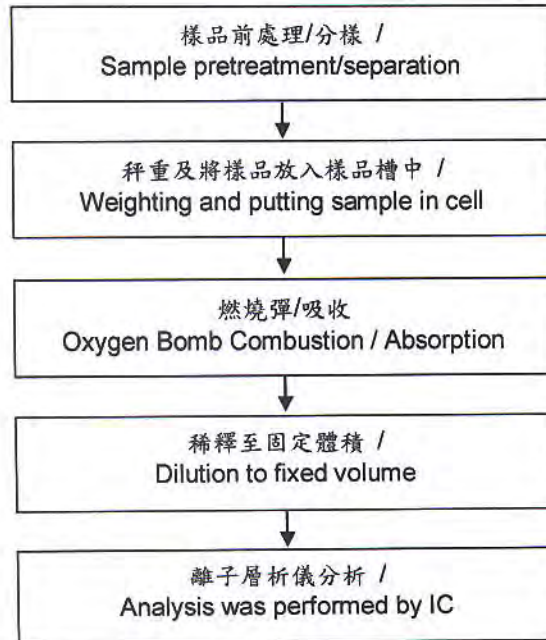 樣品前處理/分樣 /
Sample pretreatment/separation
秤重及將樣品放入樣品槽中 /
Weighting and putting sample in cell
燃燒彈/吸收
Oxygen Bomb Combustion / Absorption
稀釋至固定體積 /
Dilution to fixed volume
離子層析儀分析 /
Analysis was performed by IC